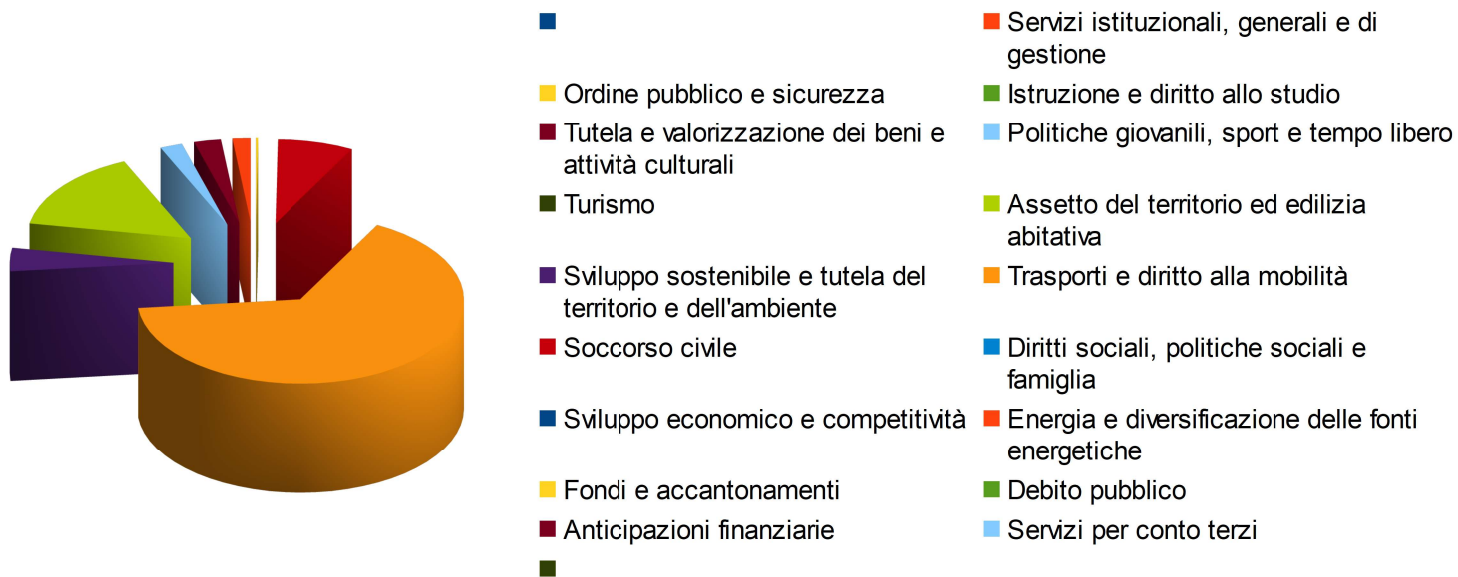 Servizi istituzionali, generali e di
gestione
Ordine pubblico e sicurezza
Istruzione e diritto allo studio
Tutela e valorizzazione dei beni e
attività culturali
Politiche giovanili, sport e tempo libero
Turismo
Assetto del territorio ed edilizia
abitativa
Sviluppo sostenibile e tutela del
territorio e dell'ambiente
Trasporti e diritto alla mobilità
Soccorso civile
Diritti sociali, politiche sociali e
famiglia
Sviluppo economico e competitività
Energia e diversificazione delle fonti
energetiche
Fondi e accantonamenti
Debito pubblico
Anticipazioni finanziarie
Servizi per conto terzi